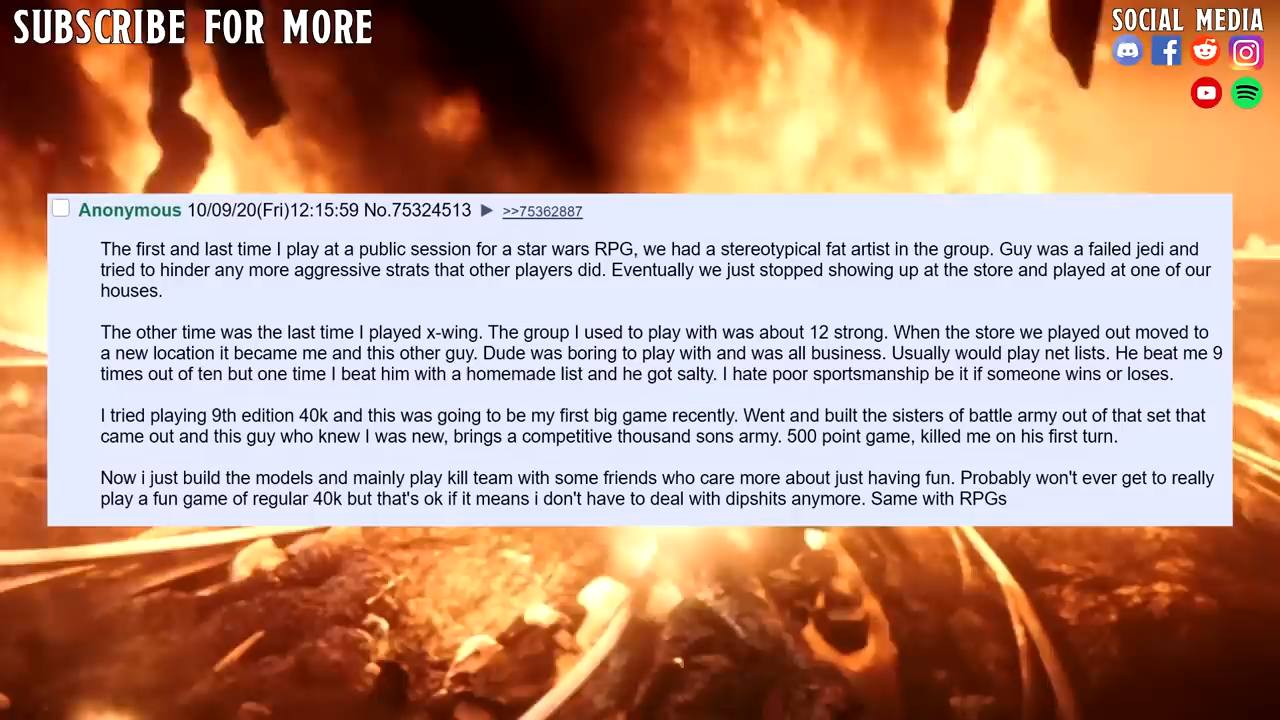 SUBSCRIBE FOR MORE
SOCIAL MEDIA
Anonymous 10/09/20(Fri)12:15:59 No.75324513 ▶ >>75362887
The first and last time I play at a public session for a star wars RPG, we had a stereotypical fat artist in the group. Guy was a failed jedi and
tried to hinder any more aggressive strats that other players did. Eventually we just stopped showing up at the store and played at one of our
houses.
The other time was the last time I played x-wing. The group I used to play with was about 12 strong. When the store we played out moved to
a new location it became me and this other guy. Dude was boring to play with and was all business. Usually would play net lists. He beat me 9
times out of ten but one time I beat him with a homemade list and he got salty. I hate poor sportsmanship be it if someone wins or loses.
I tried playing 9th edition 40k and this was going to be my first big game recently. Went and built the sisters of battle army out of that set that
came out and this guy who knew I was new, brings a competitive thousand sons army. 500 point game, killed me on his first turn.
Now i just build the models and mainly play kill team with some friends who care more about just having fun. Probably won't ever get to really
play a fun game of regular 40k but that's ok if it means i don't have to deal with dipshits anymore. Same with RPGs